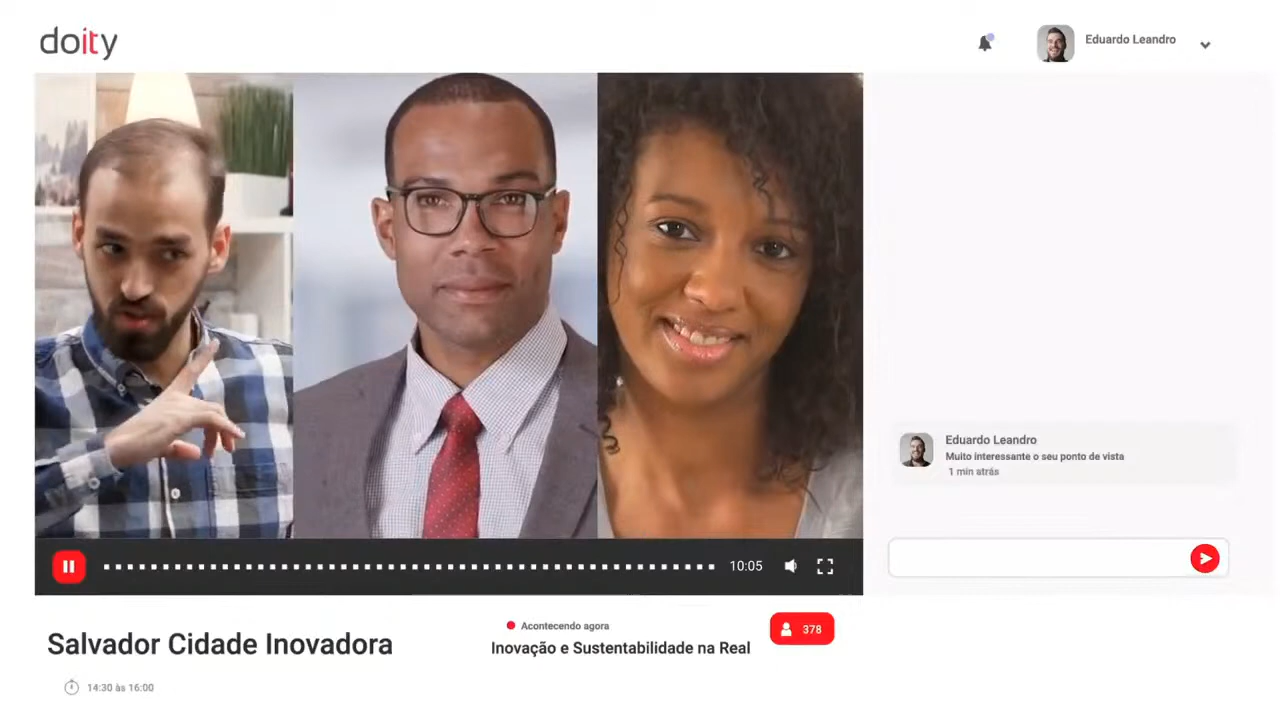 doity
Eduardo Leandro
Eduardo Leandro
Muito interessante o seu ponto de vista
1 min atrás
10:05
Salvador Cidade Inovadora
Acontecendo agora
Inovação e Sustentabilidade na Real
378
14:30 às 16:00